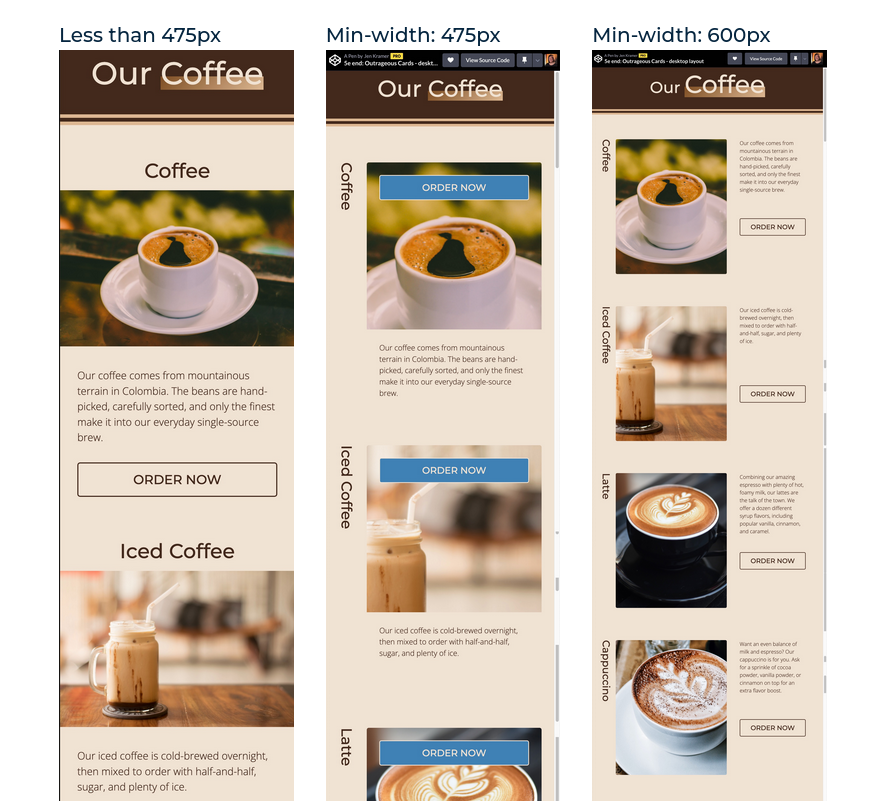 Less than 475px
Our Coffee
Coffee
Our coffee comes from mountainous
terrain in Colombia. The beans are hand-
picked, carefully sorted, and only the finest
make it into our everyday single-source
brew.
ORDER NOW
Iced Coffee
Our iced coffee is cold-brewed overnight,
then mixed to order with half-and-half,
sugar, and plenty of ice.
Min-width: 475px
A Pen by Jen Kramer PRO
5e end: Outrageous Cards - deskt...
View Source Code
Our Coffee
Coffee
ORDER NOW
Our coffee comes from mountainous
terrain in Colombia. The beans are hand-
picked, carefully sorted, and only the finest
make it into our everyday single-source
brew.
Iced Coffee
ORDER NOW
Our iced coffee is cold-brewed overnight,
then mixed to order with half-and-half,
sugar, and plenty of ice.
Latte
ORDER NOW
Min-width: 600px
A Pen by Jen Kramer PRO
5e end: Outrageous Cards - desktop layout
View Source Code
Our Coffee
Coffee
Our coffee comes from
mountainous terrain in
Colombia. The beans are
hand-picked, carefully
sorted, and only the finest
make it into our everyday
single-source brew.
ORDER NOW
Iced Coffee
Our iced coffee is cold-
brewed overnight, then
mixed to order with half-
and-half, sugar, and plenty
of ice.
ORDER NOW
Latte
Combining our amazing
espresso with plenty of hot,
foamy milk, our lattes are
the talk of the town. We
offer a dozen different
syrup flavors, including
popular vanilla, cinnamon,
and caramel.
ORDER NOW
Cappuccino
Want an even balance of
milk and espresso? Our
cappuccino is for you. Ask
for a sprinkle of cocoa
powder, vanilla powder, or
cinnamon on top for an
extra flavor boost.
ORDER NOW